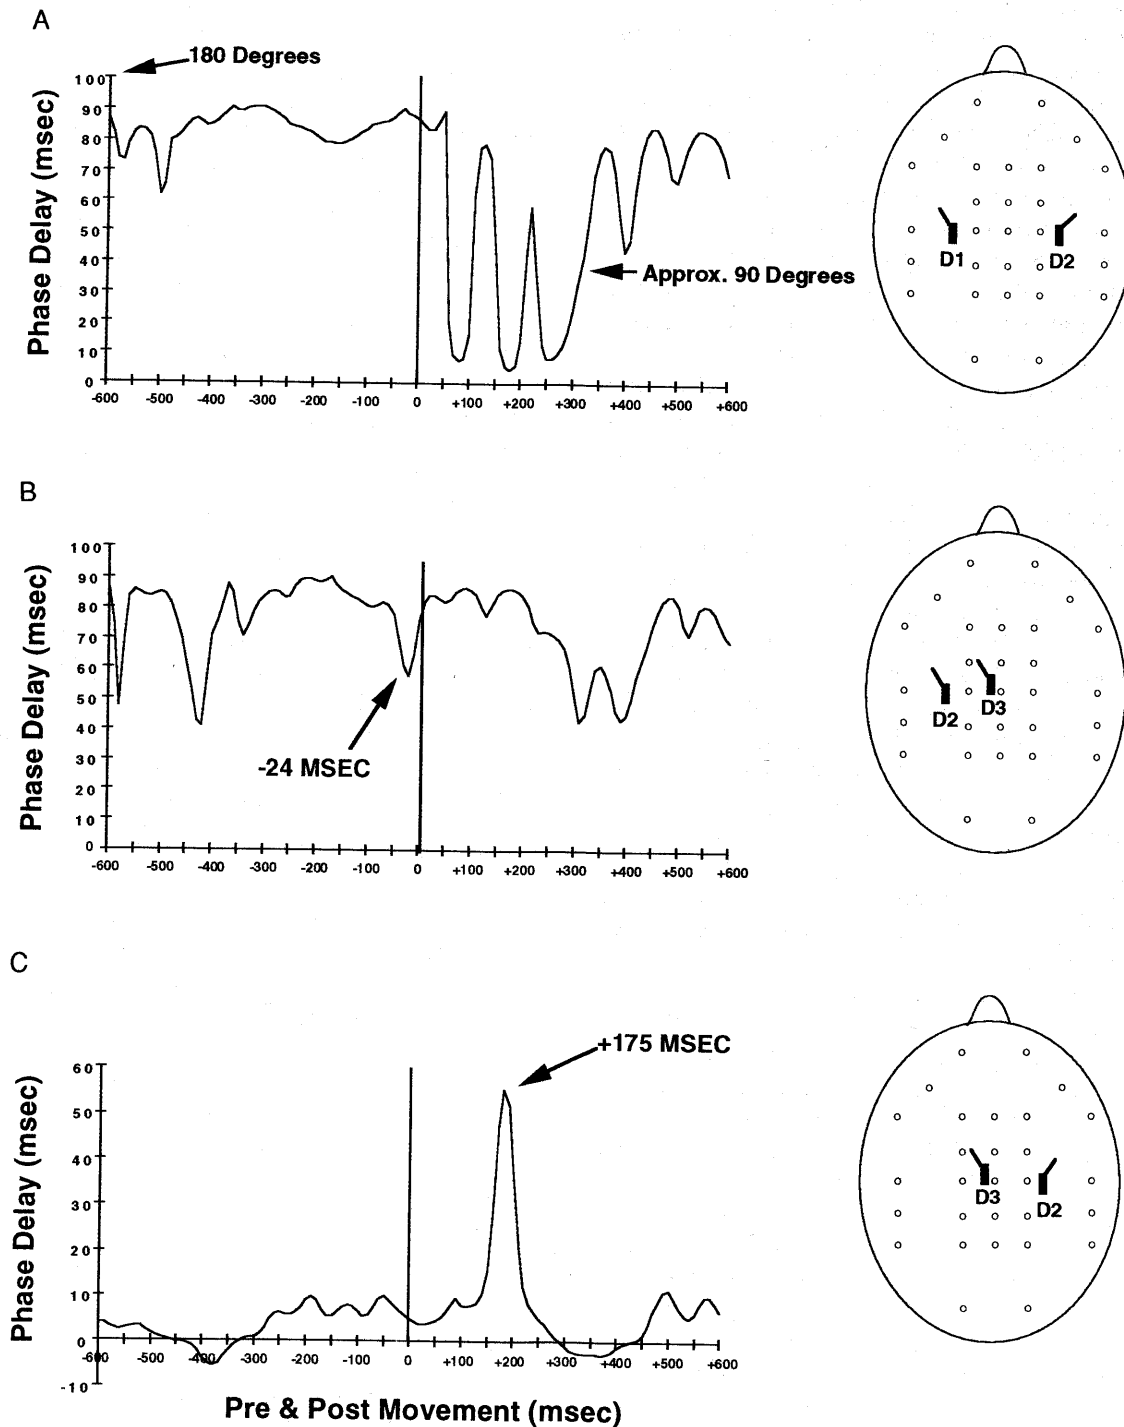 A
180 Degrees
Phase Delay (msec)
100
90
80
70
60
50
40
30
20
10
0
-600 -500 -400 -300 -200 -100 0 +100 +200 +300 +400 +500 +600
Approx. 90 Degrees
D1 D2
B
Phase Delay (msec)
100
90
80
70
60
50
40
30
20
10
0
-600 -500 -400 -300 -200 -100 0 +100 +200 +300 +400 +500 +600
-24 MSEC
D2 D3
C
Phase Delay (msec)
60
50
40
30
20
10
0
-10
-600 -500 -400 -300 -200 -100 0 +100 +200 +300 +400 +500 +600
+175 MSEC
D3 D2
Pre & Post Movement (msec)